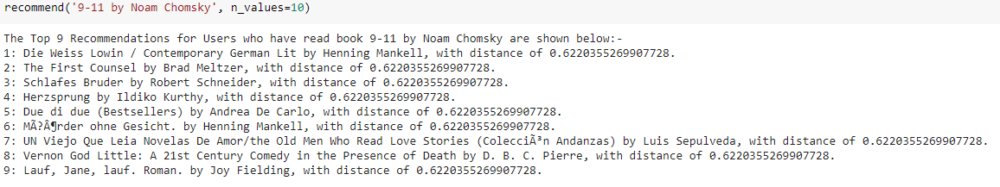 recommend('9-11 by Noam Chomsky', n_values=10)
The Top 9 Recommendations for Users who have read book 9-11 by Noam Chomsky are shown below:-
1: Die Weiss Lowin / Contemporary German Lit by Henning Mankell, with distance of 0.6220355269907728.
2: The First Counsel by Brad Meltzer, with distance of 0.6220355269907728.
3: Schlafes Bruder by Robert Schneider, with distance of 0.6220355269907728.
4: Herzsprung by Ildiko Kurthy, with distance of 0.6220355269907728.
5: Due di due (Bestsellers) by Andrea De Carlo, with distance of 0.6220355269907728.
6: MÃ?Â¶rder ohne Gesicht. by Henning Mankell, with distance of 0.6220355269907728.
7: UN Viejo Que Leia Novelas De Amor/the Old Men Who Read Love Stories (ColecciÃ³n Andanzas) by Luis Sepulveda, with distance of 0.6220355269907728.
8: Vernon God Little: A 21st Century Comedy in the Presence of Death by D. B. C. Pierre, with distance of 0.6220355269907728.
9: Lauf, Jane, lauf. Roman. by Joy Fielding, with distance of 0.6220355269907728.